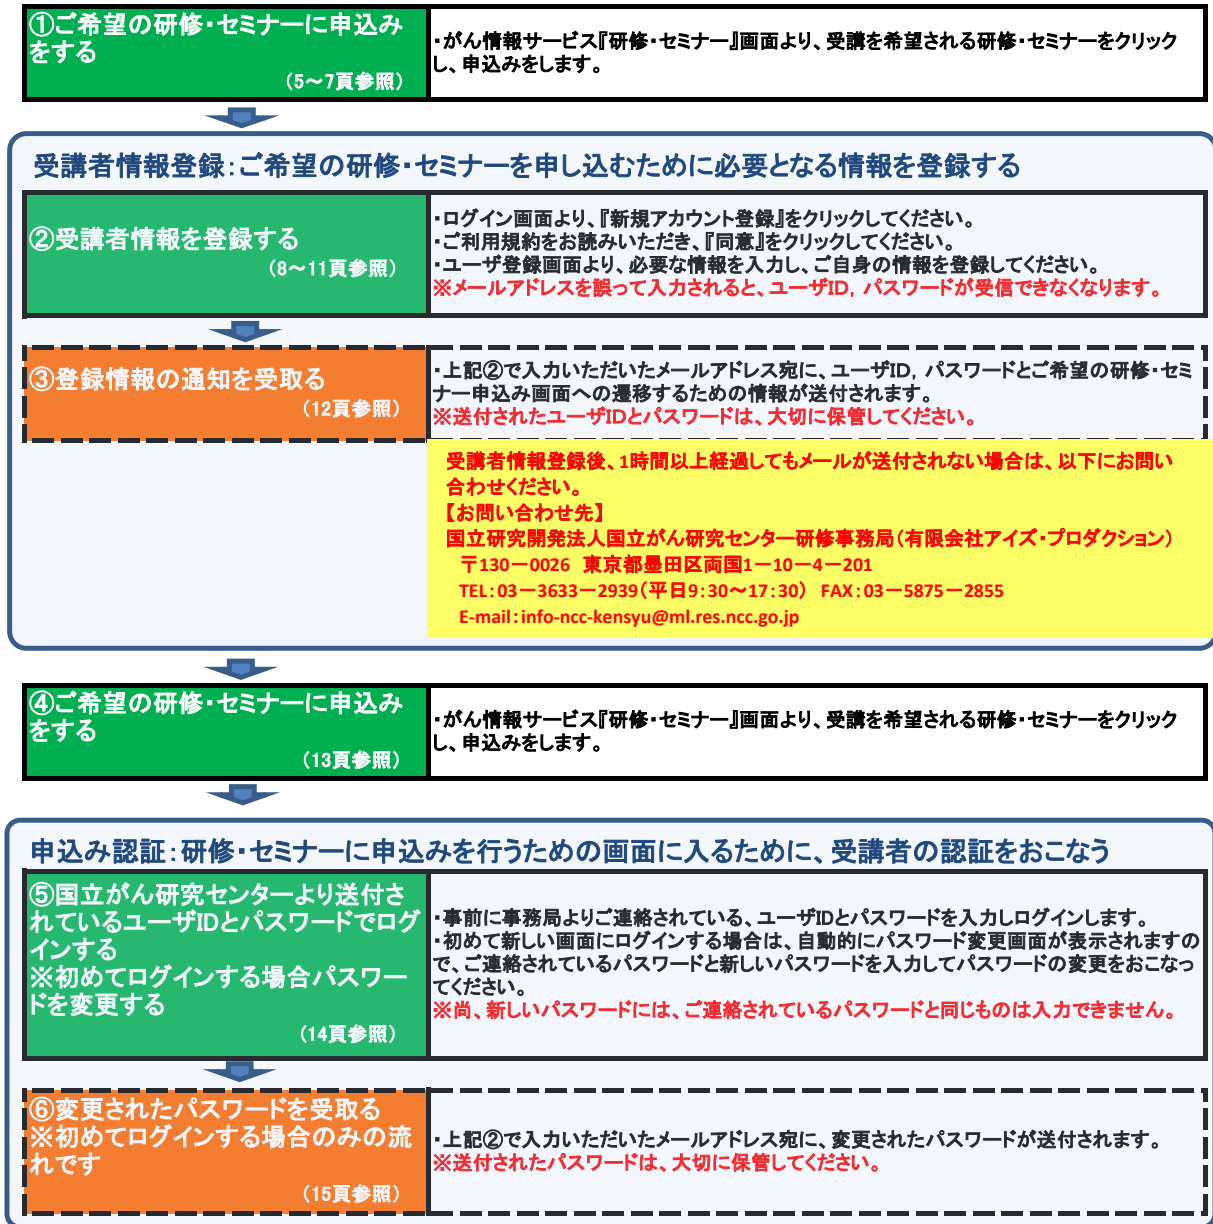 ①ご希望の研修・セミナーに申込み
をする
（5～7頁参照）
・がん情報サービス『研修・セミナー』画面より、受講を希望される研修・セミナーをクリック
し、申込みをします。
受講者情報登録：ご希望の研修・セミナーを申し込むために必要となる情報を登録する
②受講者情報を登録する
（8～11頁参照）
・ログイン画面より、『新規アカウント登録』をクリックしてください。
・ご利用規約をお読みいただき、『同意』をクリックしてください。
・ユーザ登録画面より、必要な情報を入力し、ご自身の情報を登録してください。
※メールアドレスを誤って入力されると、ユーザID，パスワードが受信できなくなります。
③登録情報の通知を受取る
（12頁参照）
・上記②で入力いただいたメールアドレス宛に、ユーザID，パスワードとご希望の研修・セミ
ナー申込み画面への遷移するための情報が送付されます。
※送付されたユーザIDとパスワードは、大切に保管してください。
受講者情報登録後、1時間以上経過してもメールが送付されない場合は、以下にお問い
合わせください。
【お問い合わせ先】
国立研究開発法人国立がん研究センター研修事務局（有限会社アイズ・プロダクション）
〒130－0026　東京都墨田区両国1－10－4－201
TEL：03－3633－2939（平日9：30～17：30）　FAX：03－5875－2855
E-mail：info-ncc-kensyu@ml.res.ncc.go.jp
④ご希望の研修・セミナーに申込み
をする
（13頁参照）
・がん情報サービス『研修・セミナー』画面より、受講を希望される研修・セミナーをクリック
し、申込みをします。
申込み認証：研修・セミナーに申込みを行うための画面に入るために、受講者の認証をおこなう
⑤国立がん研究センターより送付さ
れているユーザIDとパスワードでログ
インする
※初めてログインする場合パスワー
ドを変更する
（14頁参照）
・事前に事務局よりご連絡されている、ユーザIDとパスワードを入力しログインします。
・初めて新しい画面にログインする場合は、自動的にパスワード変更画面が表示されますの
で、ご連絡されているパスワードと新しいパスワードを入力してパスワードの変更をおこなっ
てください。
※尚、新しいパスワードには、ご連絡されているパスワードと同じものは入力できません。
⑥変更されたパスワードを受取る
※初めてログインする場合のみの流
れです
（15頁参照）
・上記②で入力いただいたメールアドレス宛に、変更されたパスワードが送付されます。
※送付されたパスワードは、大切に保管してください。